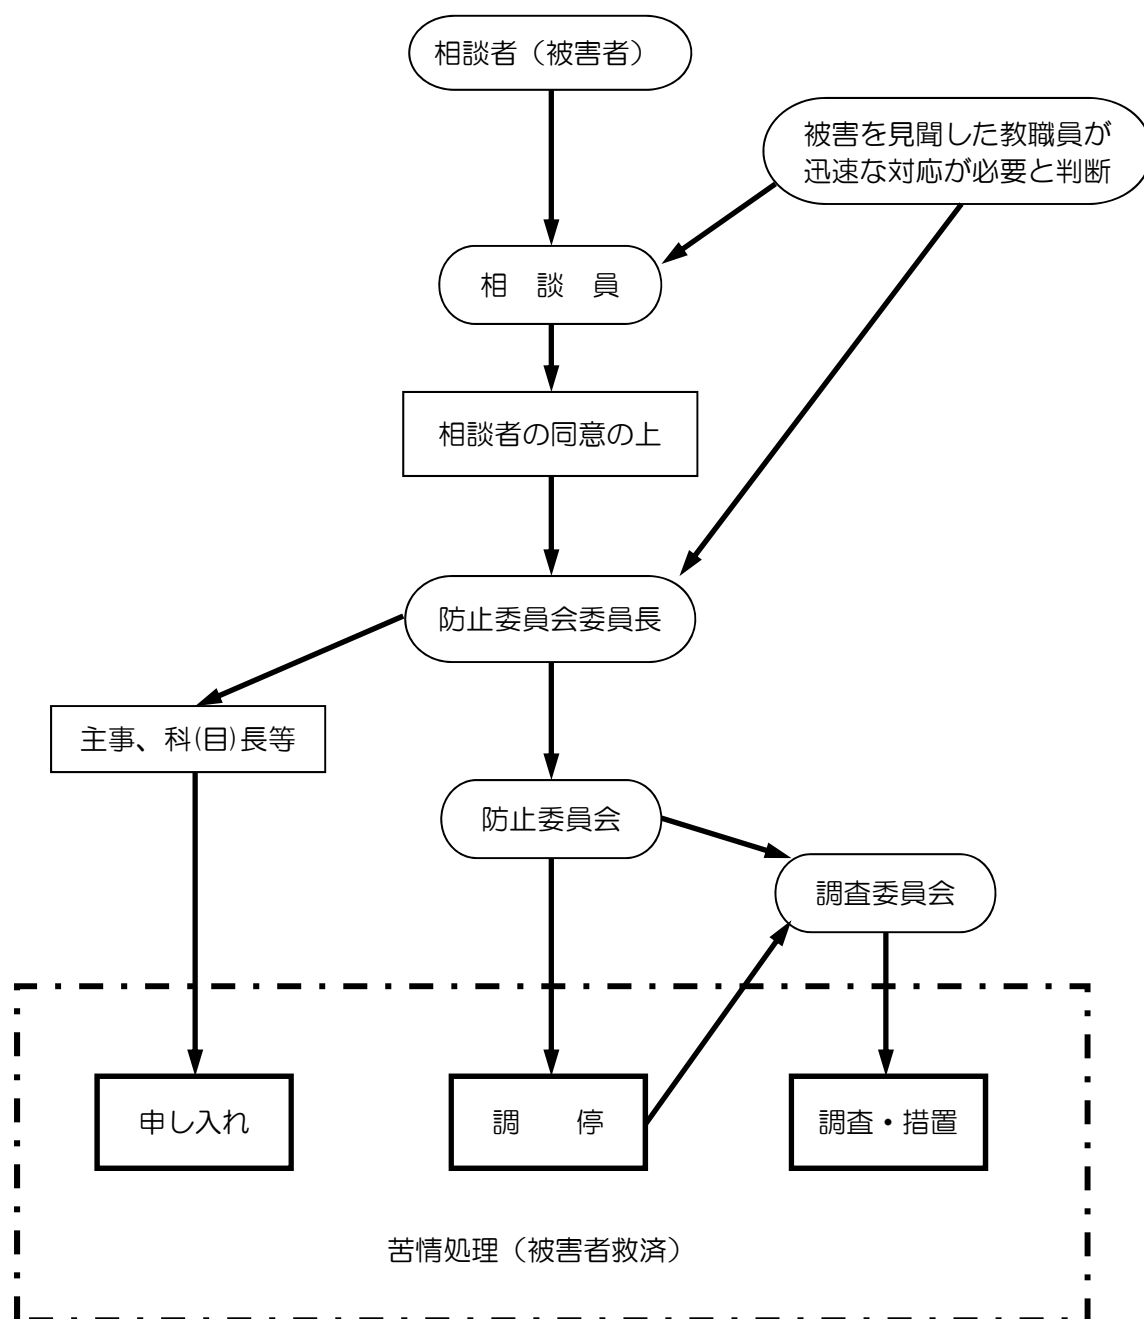 相談者（被害者）
被害を見聞した教職員が
迅速な対応が必要と判断
相　談　員
相談者の同意の上
防止委員会委員長
主事、科(目)長等
防止委員会
調査委員会
申し入れ
調　　停
調査・措置
苦情処理（被害者救済）